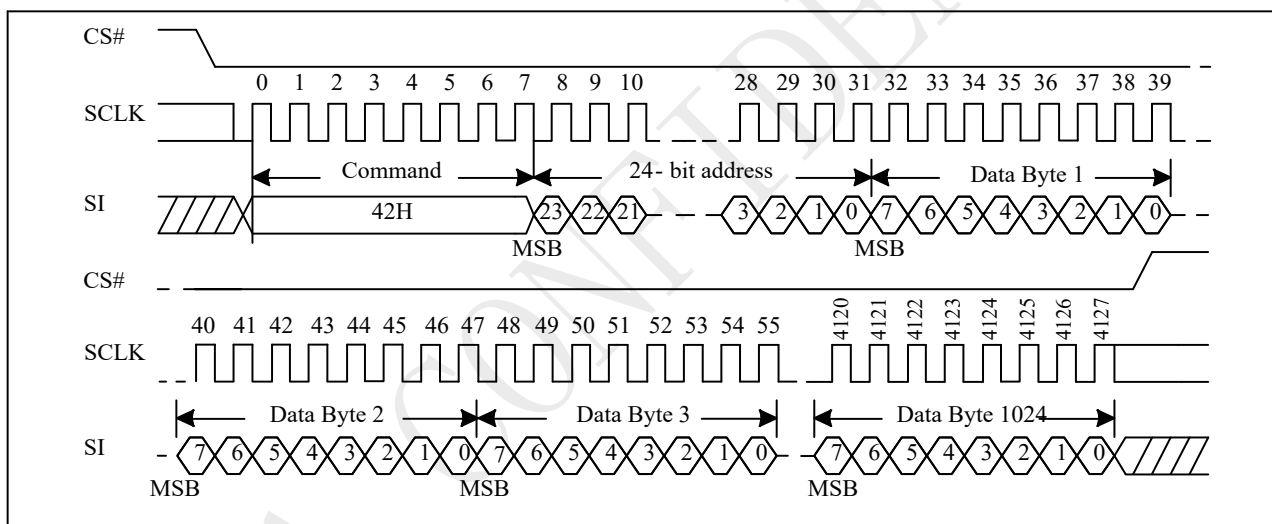 CS#
0 1 2 3 4 5 6 7 8 9 10 28 29 30 31 32 33 34 35 36 37 38 39
SCLK
Command 24- bit address Data Byte 1
SI 42H 23 22 21 3 2 1 0 7 6 5 4 3 2 1 0
MSB MSB
CS#
40 41 42 43 44 45 46 47 48 49 50 51 52 53 54 55 4120 4121 4122 4123 4124 4125 4126 4127
SCLK
Data Byte 2 Data Byte 3 Data Byte 1024
SI 7 6 5 4 3 2 1 0 7 6 5 4 3 2 1 0 7 6 5 4 3 2 1 0
MSB MSB MSB